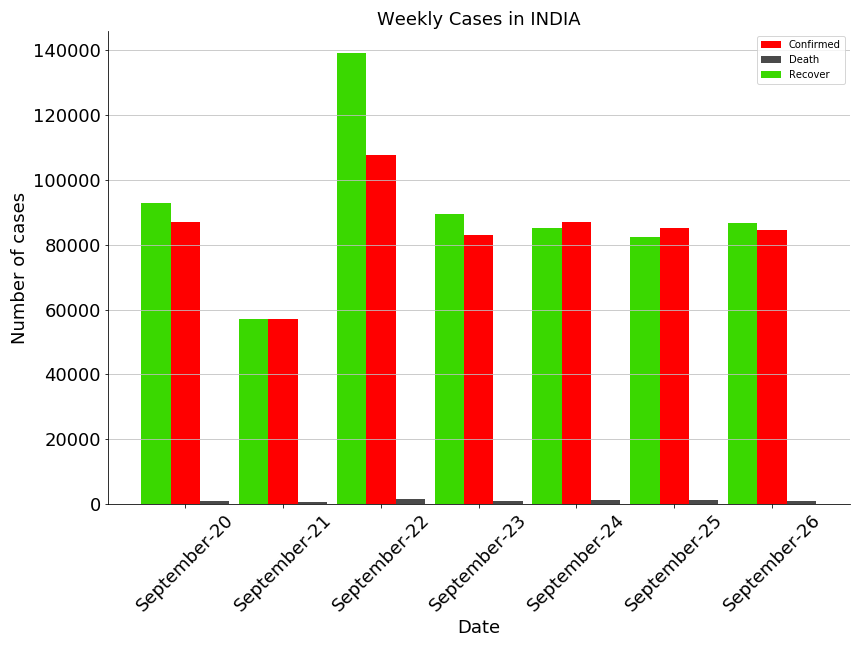 Weekly Cases in INDIA
Confirmed
Death
Recover
Number of cases
140000
120000
100000
80000
60000
40000
20000
0
September-20
September-21
September-22
September-23
September-24
September-25
September-26
Date